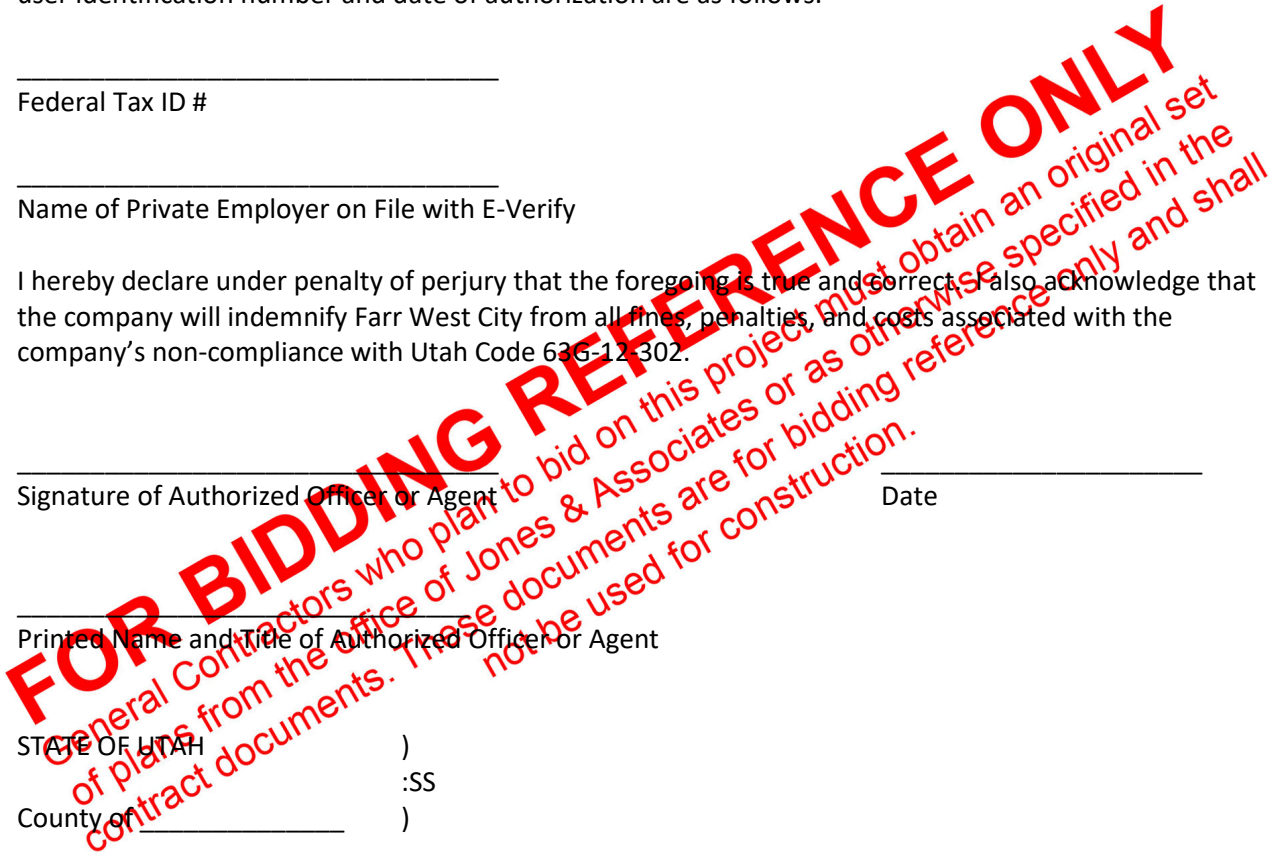 user identification number and date of authorization are as follows:
__________________________________
Federal Tax ID #
__________________________________
Name of Private Employer on File with E-Verify
I hereby declare under penalty of perjury that the foregoing is true and correct. I also acknowledge that
the company will indemnify Farr West City from all fines, penalties, and costs associated with the
company’s non-compliance with Utah Code 63G-12-302.
__________________________________ _______________________
Signature of Authorized Officer or Agent Date
________________________________
Printed Name and Title of Authorized Officer or Agent
STATE OF UTAH )
:SS
County of ______________ )
FOR BIDDING REFERENCE ONLY
General Contractors who plan to bid on this project must obtain an original set
of plans from the office of Jones & Associates or as otherwise specified in the
contract documents. These documents are for bidding reference only and shall
not be used for construction.